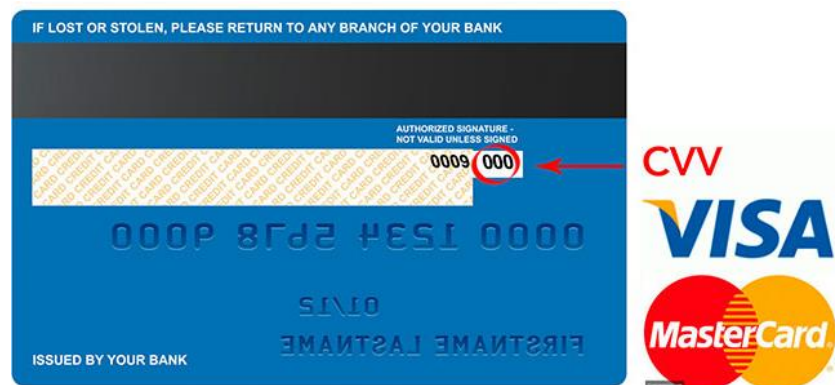 IF LOST OR STOLEN, PLEASE RETURN TO ANY BRANCH OF YOUR BANK
AUTHORIZED SIGNATURE -
NOT VALID UNLESS SIGNED
0009 000
CVV
0000 1234 5678 9000
01/12
FIRSTNAME LASTNAME
ISSUED BY YOUR BANK
VISA
MasterCard